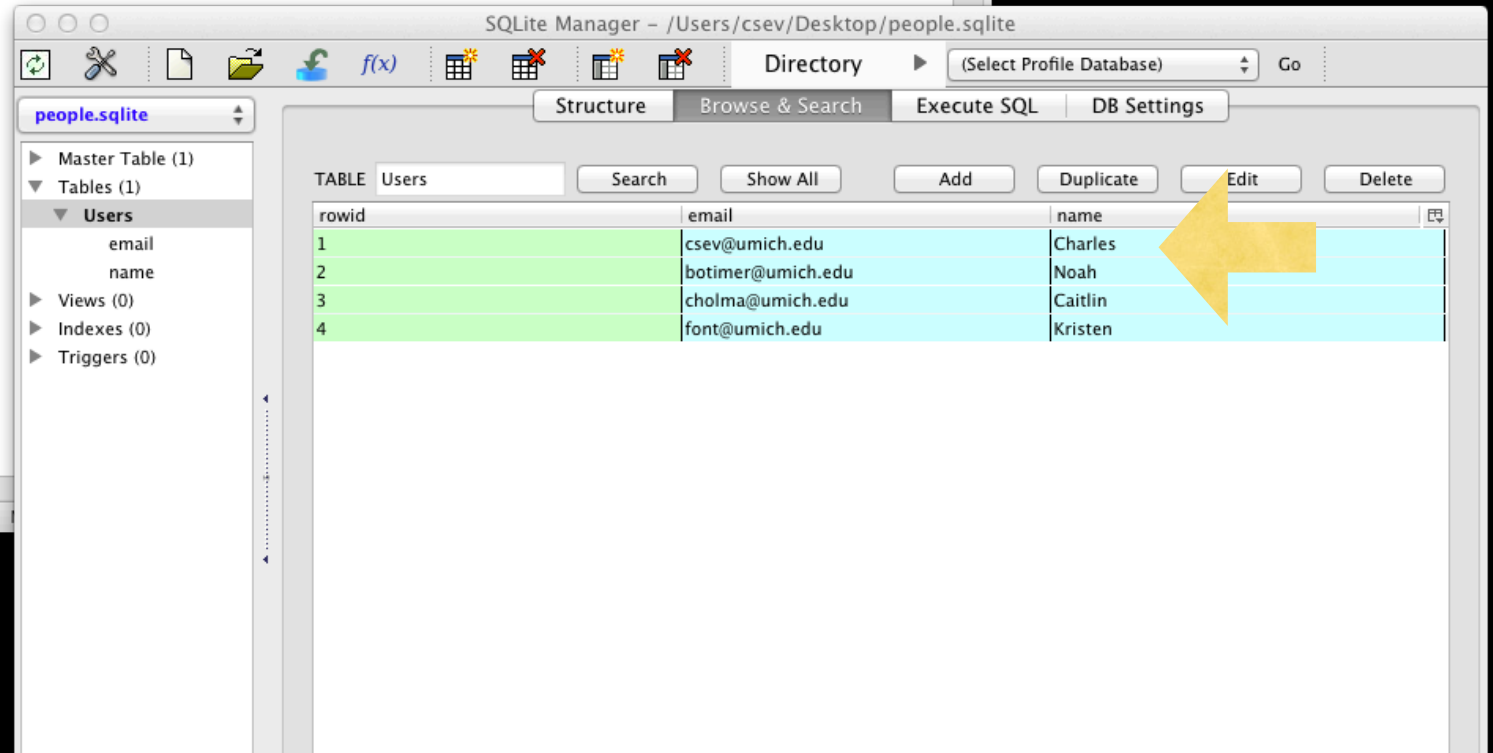 SQLite Manager - /Users/csev/Desktop/people.sqlite
f(x) Directory (Select Profile Database) Go
people.sqlite
Structure Browse & Search Execute SQL DB Settings
Master Table (1)
Tables (1)
Users
email
name
Views (0)
Indexes (0)
Triggers (0)
TABLE Users Search Show All Add Duplicate Edit Delete
rowid email name
1 csev@umich.edu Charles
2 botimer@umich.edu Noah
3 cholma@umich.edu Caitlin
4 font@umich.edu Kristen